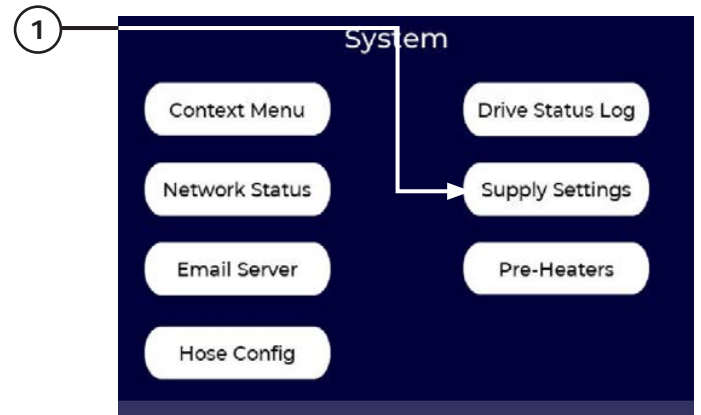 1
System
Context Menu
Drive Status Log
Network Status
Supply Settings
Email Server
Pre-Heaters
Hose Config